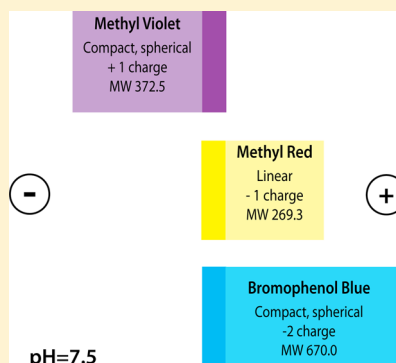 Methyl Violet
Compact, spherical
+ 1 charge
MW 372.5
Methyl Red
Linear
- 1 charge
MW 269.3
-
+
Bromophenol Blue
Compact, spherical
-2 charge
MW 670.0
pH=7.5